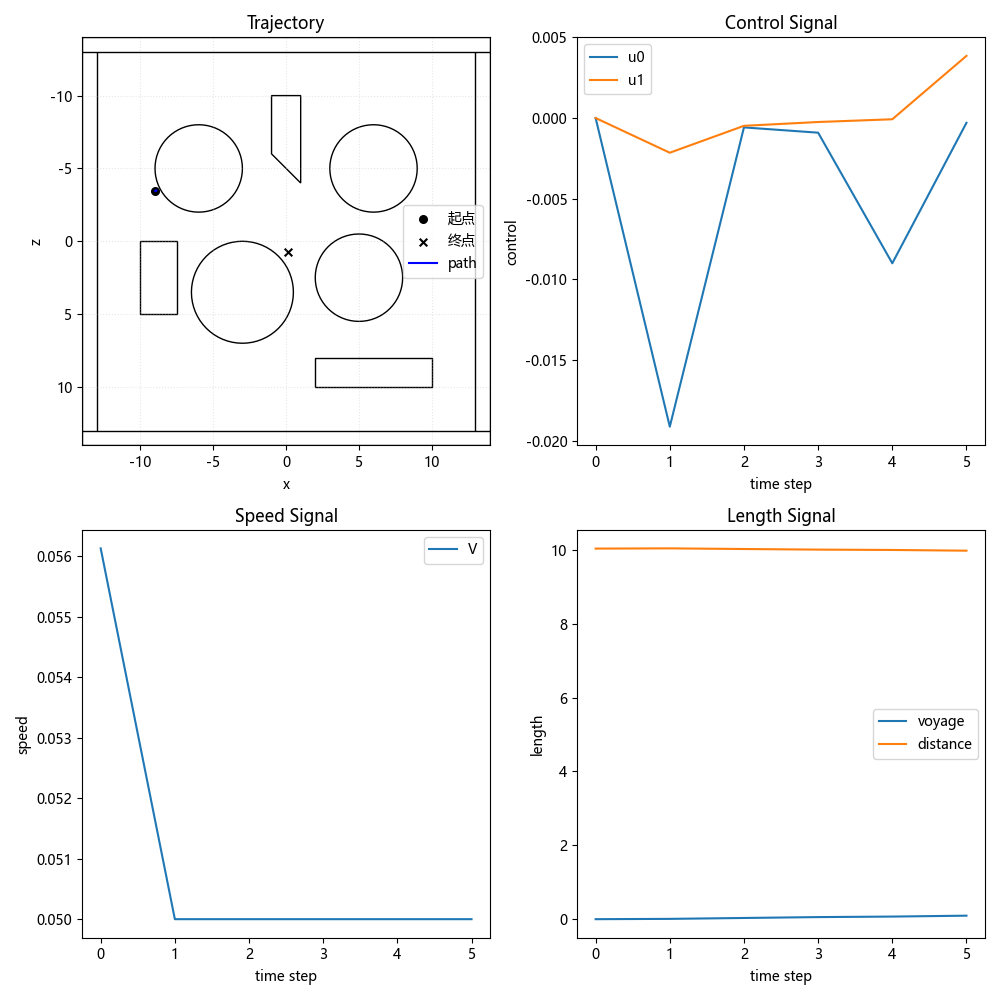 Trajectory
-10
-5
0
5
10
z
-10
-5
0
5
10
x
起点
终点
path
Control Signal
0.005
0.000
-0.005
-0.010
-0.015
-0.020
control
0
1
2
3
4
5
time step
u0
u1
Speed Signal
0.056
0.055
0.054
0.053
0.052
0.051
0.050
speed
0
1
2
3
4
5
time step
V
Length Signal
10
8
6
4
2
0
length
0
1
2
3
4
5
time step
voyage
distance